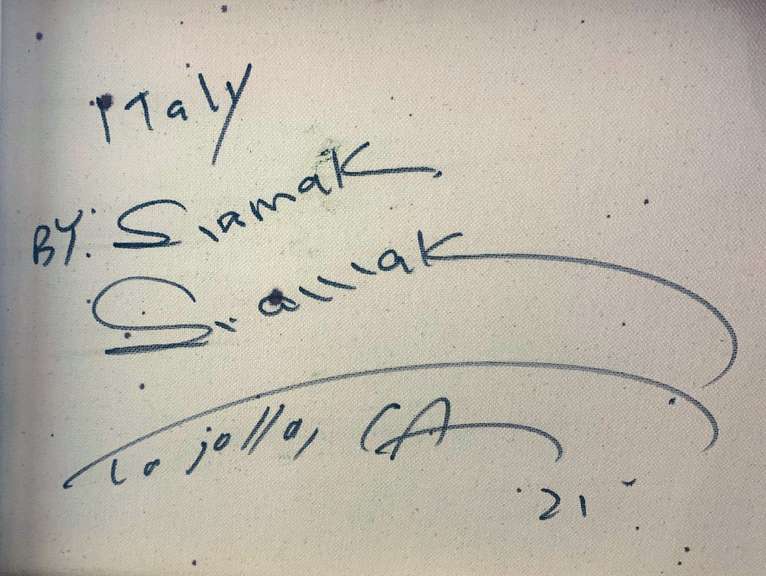 ITaly
BY: Siamak
Siamak
La jolla, CA
'21